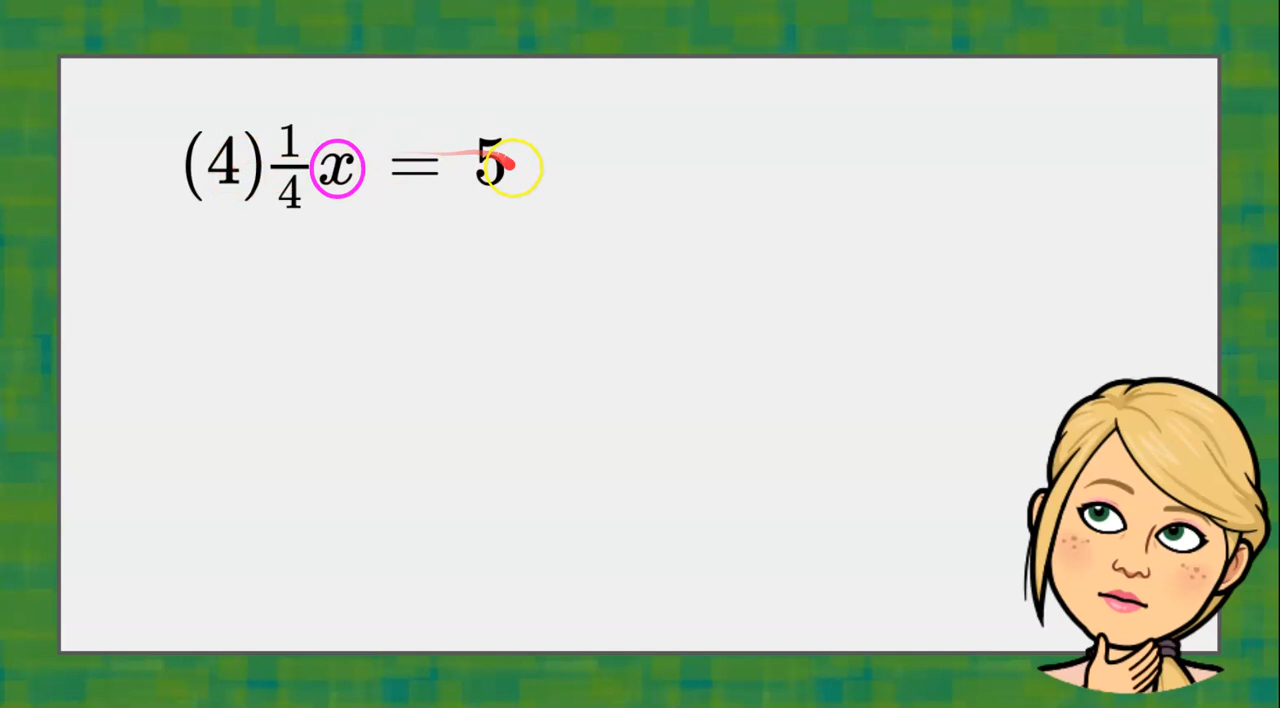 (4) 1/4 x = 5